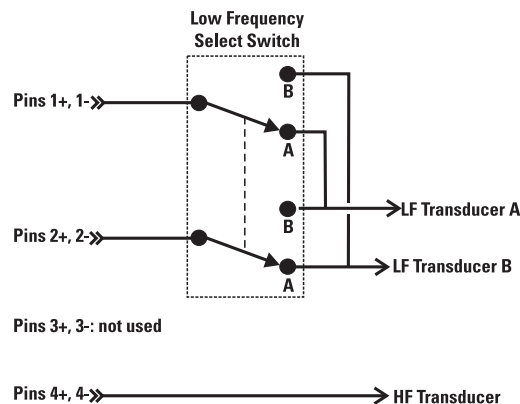 Low Frequency
Select Switch
B
Pins 1+, 1-
A
B
LF Transducer A
Pins 2+, 2-
LF Transducer B
A
Pins 3+, 3-: not used
Pins 4+, 4-
HF Transducer